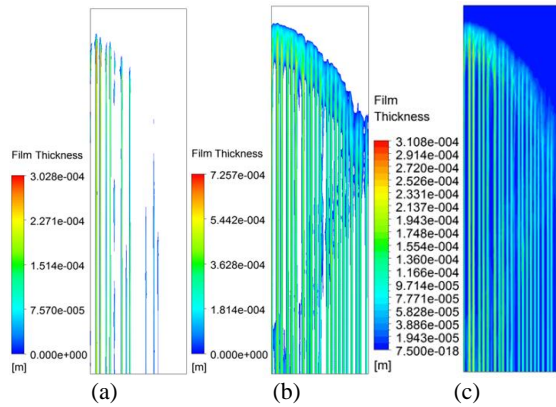 Film Thickness
3.028e-004
2.271e-004
1.514e-004
7.570e-005
0.000e+000
[m]
(a)
Film Thickness
7.257e-004
5.442e-004
3.628e-004
1.814e-004
0.000e+000
[m]
(b)
Film
Thickness
3.108e-004
2.914e-004
2.720e-004
2.526e-004
2.331e-004
2.137e-004
1.943e-004
1.748e-004
1.554e-004
1.360e-004
1.166e-004
9.714e-005
7.771e-005
5.828e-005
3.886e-005
1.943e-005
7.500e-018
[m]
(c)